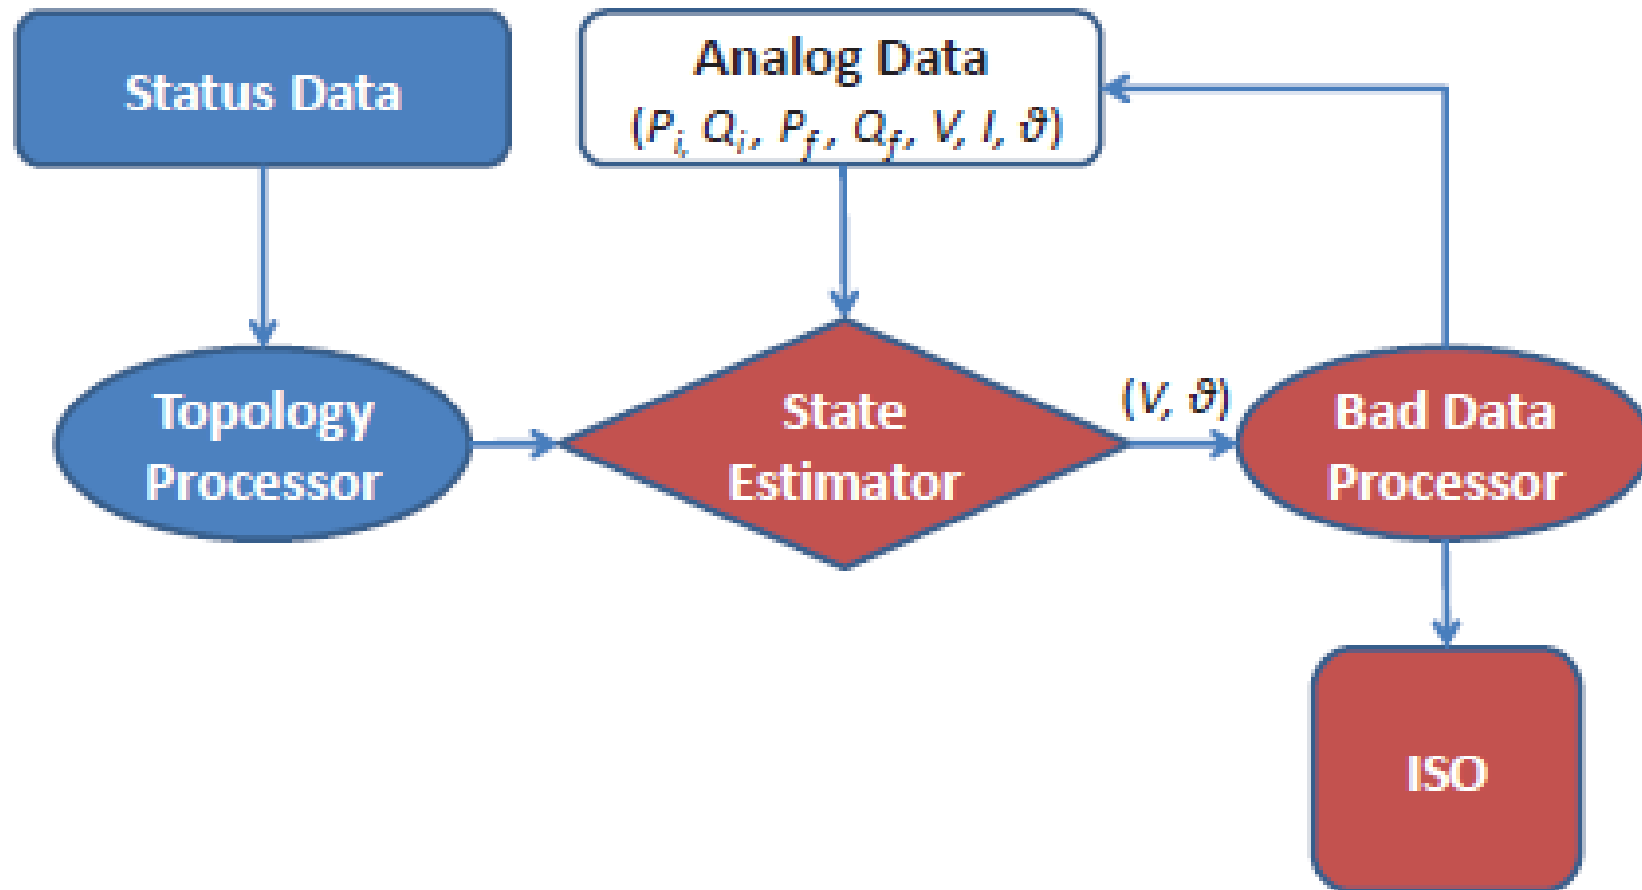 Status Data
Analog Data
(Pi, Qi, Pf, Qf, V, I, ϑ)
Topology
Processor
State
Estimator
(V, ϑ)
Bad Data
Processor
ISO